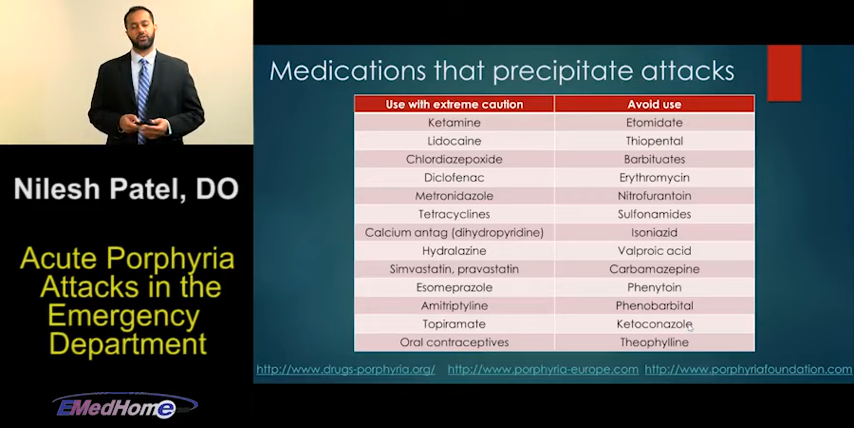 Medications that precipitate attacks
Use with extreme caution Avoid use
Ketamine Etomidate
Lidocaine Thiopental
Chlordiazepoxide Barbituates
Diclofenac Erythromycin
Metronidazole Nitrofurantoin
Tetracyclines Sulfonamides
Calcium antag (dihydropyridine) Isoniazid
Hydralazine Valproic acid
Simvastatin, pravastatin Carbamazepine
Esomeprazole Phenytoin
Amitriptyline Phenobarbital
Topiramate Ketoconazole
Oral contraceptives Theophylline
http://www.drugs-porphyria.org/ http://www.porphyria-europe.com http://www.porphyriafoundation.com
Nilesh Patel, DO
Acute Porphyria
Attacks in the
Emergency
Department
EMedHome